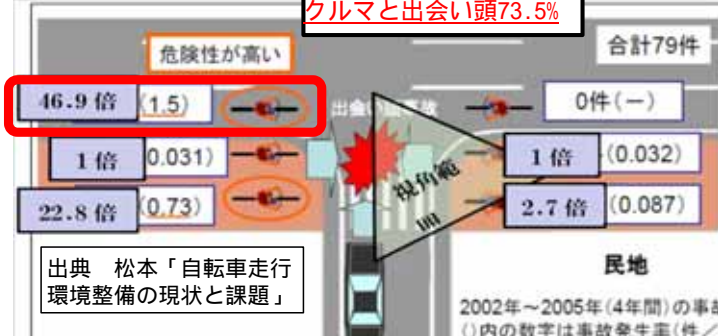 クルマと出会い頭73.5%
危険性が高い
合計79件
46.9倍
(1.5)
0件(-)
1倍
0.031)
1倍
(0.032)
視角範
22.8倍
(0.73)
2.7倍
(0.087)
出典 松本「自転車走行
環境整備の現状と課題」
民地
2002年~2005年(4年間)の事故
()内の数字は事故発生率(件/